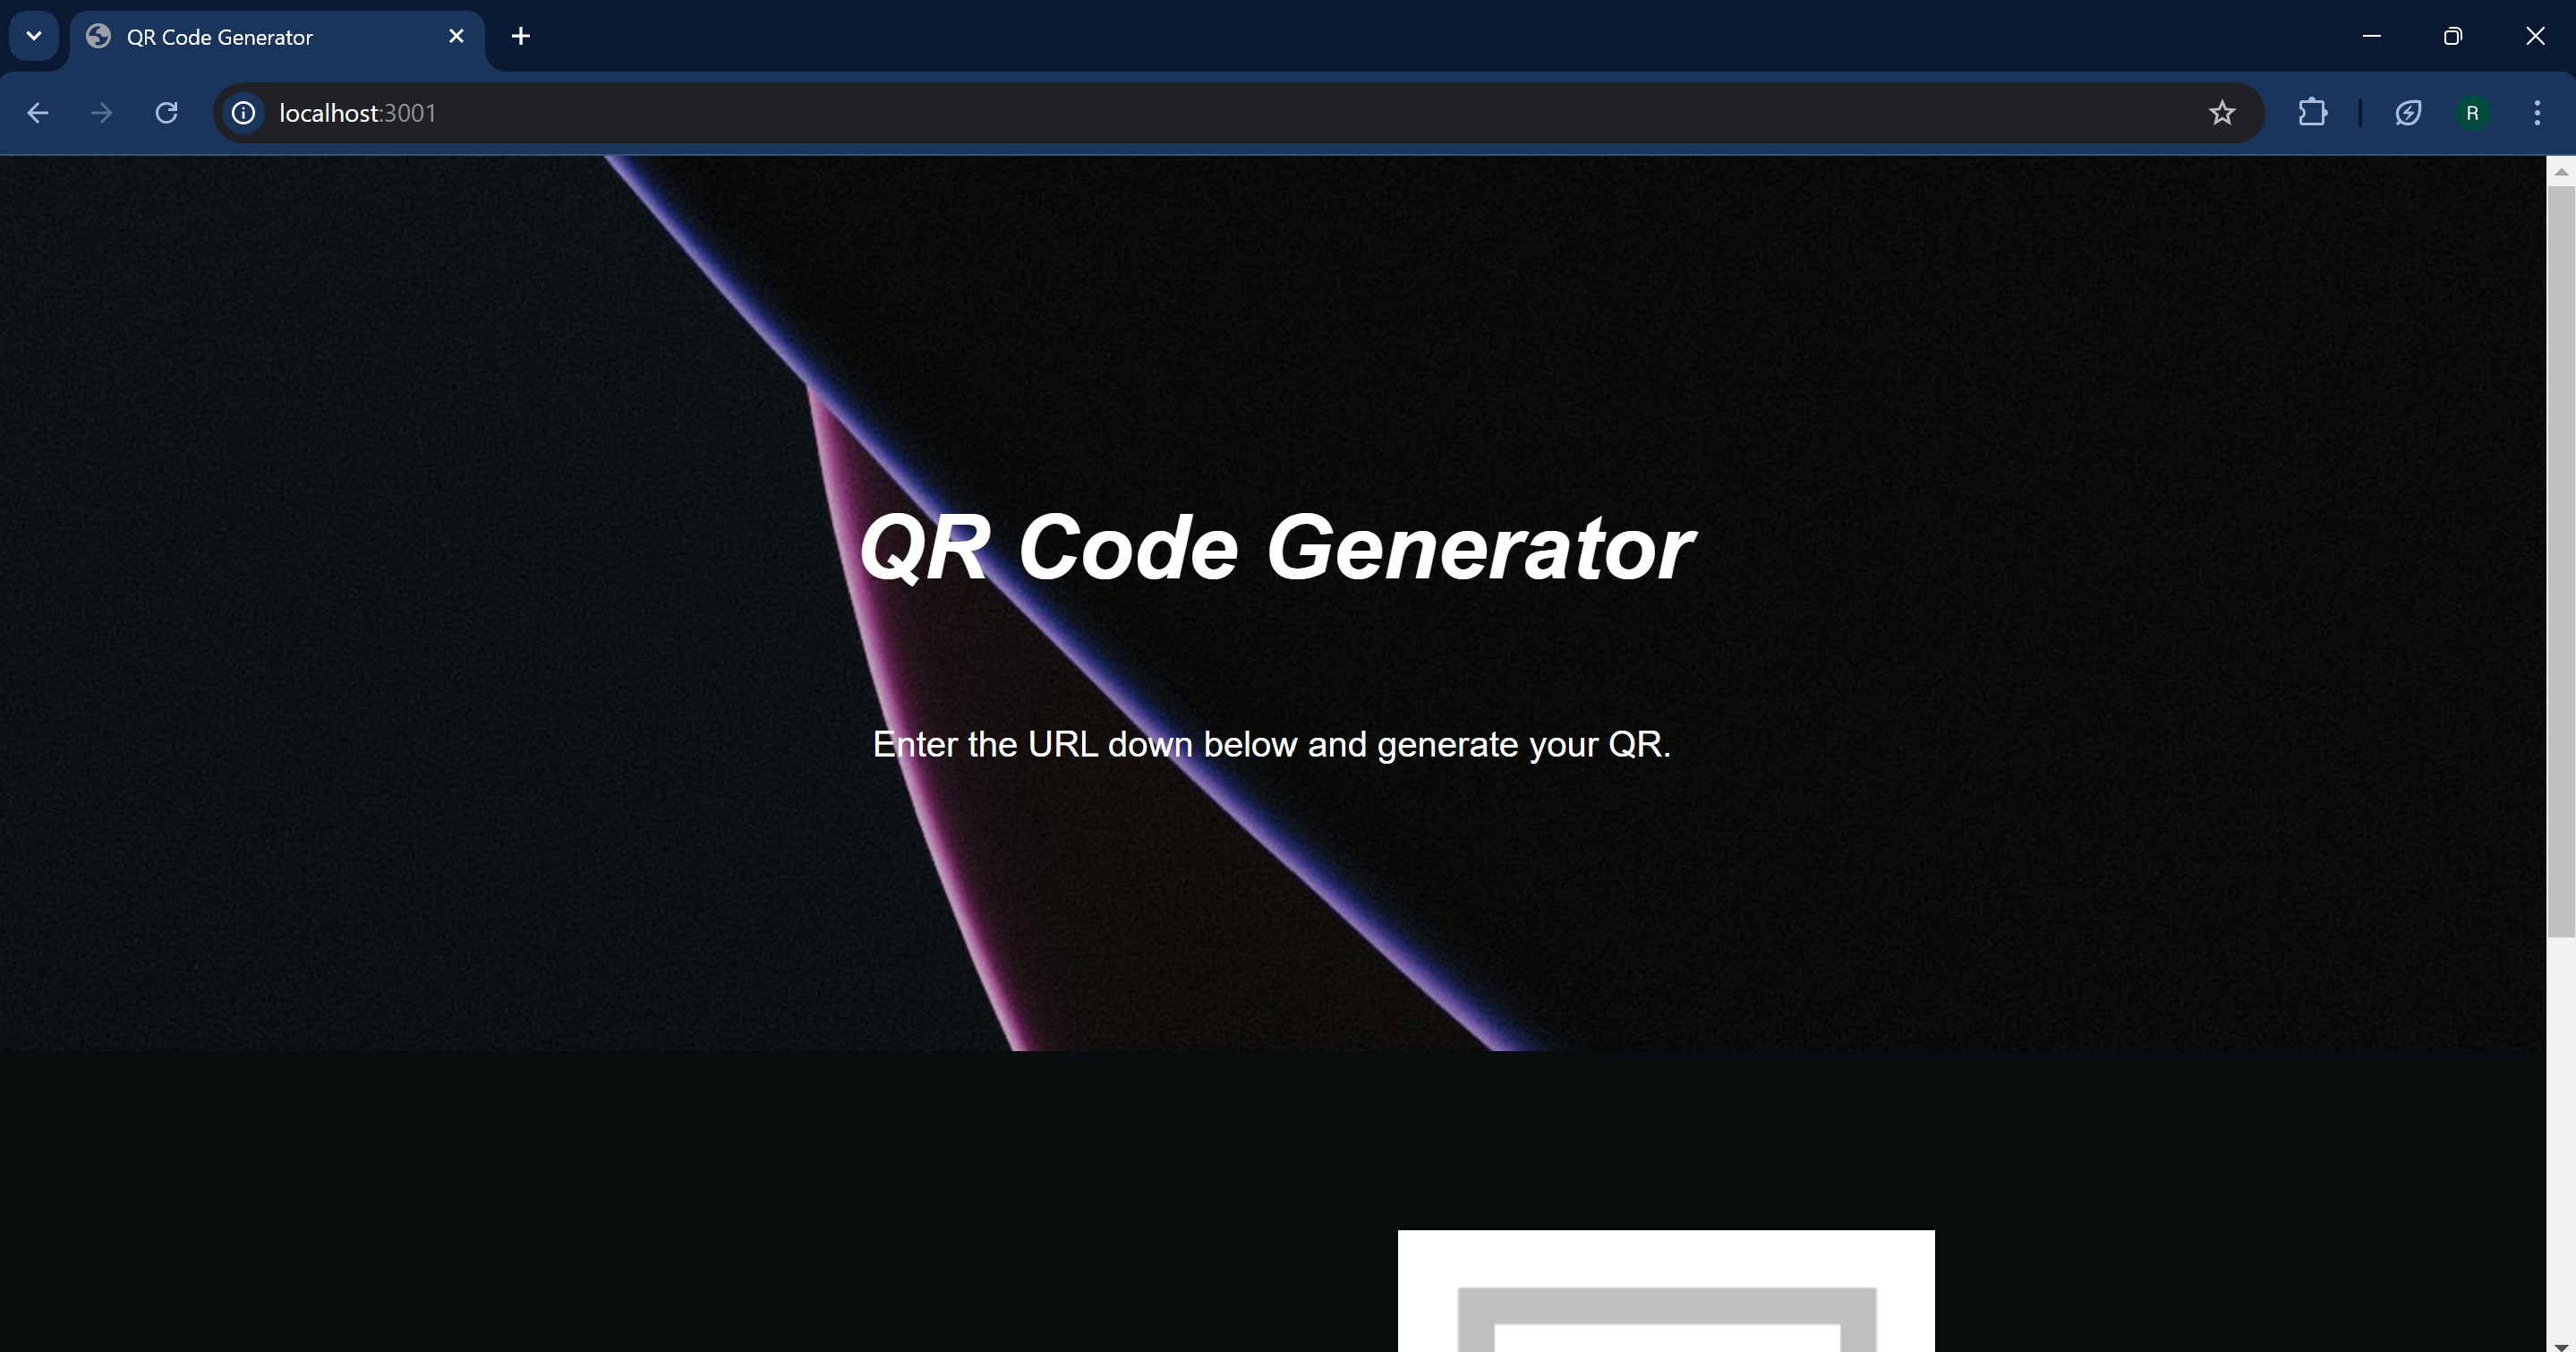 QR Code Generator
localhost:3001
R
QR Code Generator
Enter the URL down below and generate your QR.